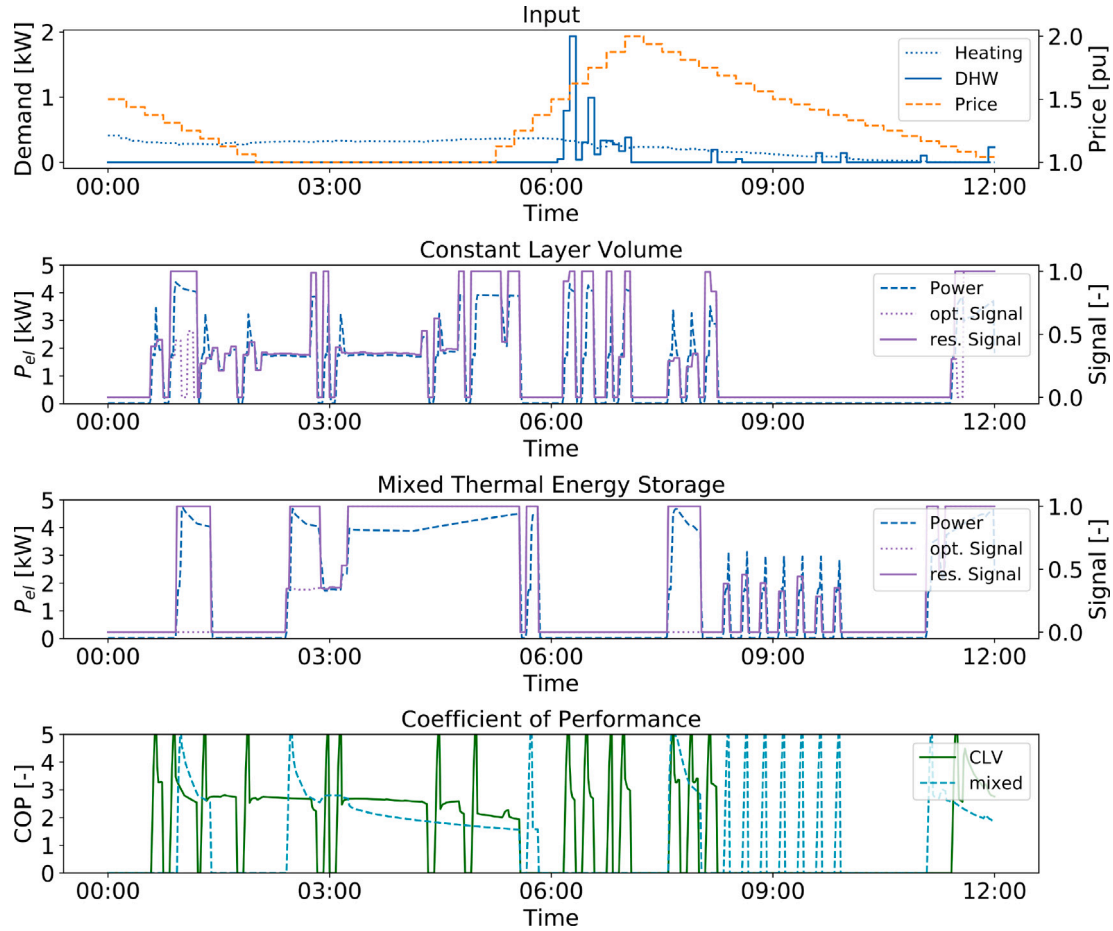 Input
Demand [kW]
2
1
0
Heating
DHW
Price
2.0
1.5
1.0
Price [pu]
00:00 03:00 06:00 09:00 12:00
Time
Constant Layer Volume
P_el [kW]
5
4
3
2
1
0
Power
opt. Signal
res. Signal
1.0
0.5
0.0
Signal [-]
00:00 03:00 06:00 09:00 12:00
Time
Mixed Thermal Energy Storage
P_el [kW]
5
4
3
2
1
0
Power
opt. Signal
res. Signal
1.0
0.5
0.0
Signal [-]
00:00 03:00 06:00 09:00 12:00
Time
Coefficient of Performance
COP [-]
5
4
3
2
1
0
CLV
mixed
00:00 03:00 06:00 09:00 12:00
Time